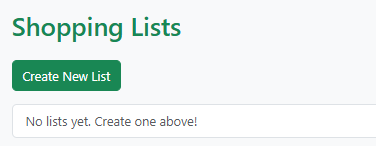 Shopping Lists
Create New List
No lists yet. Create one above!